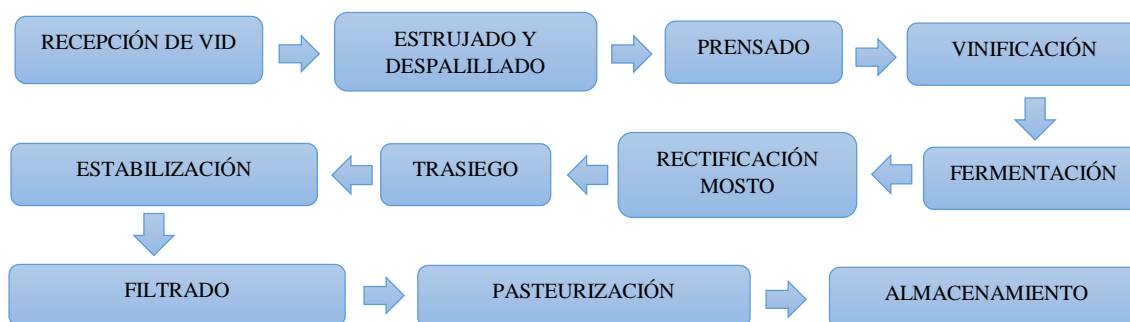 RECEPCIÓN DE VID
ESTRUJADO Y
DESPALILLADO
PRENSADO
VINIFICACIÓN
FERMENTACIÓN
RECTIFICACIÓN
MOSTO
TRASIEGO
ESTABILIZACIÓN
FILTRADO
PASTEURIZACIÓN
ALMACENAMIENTO